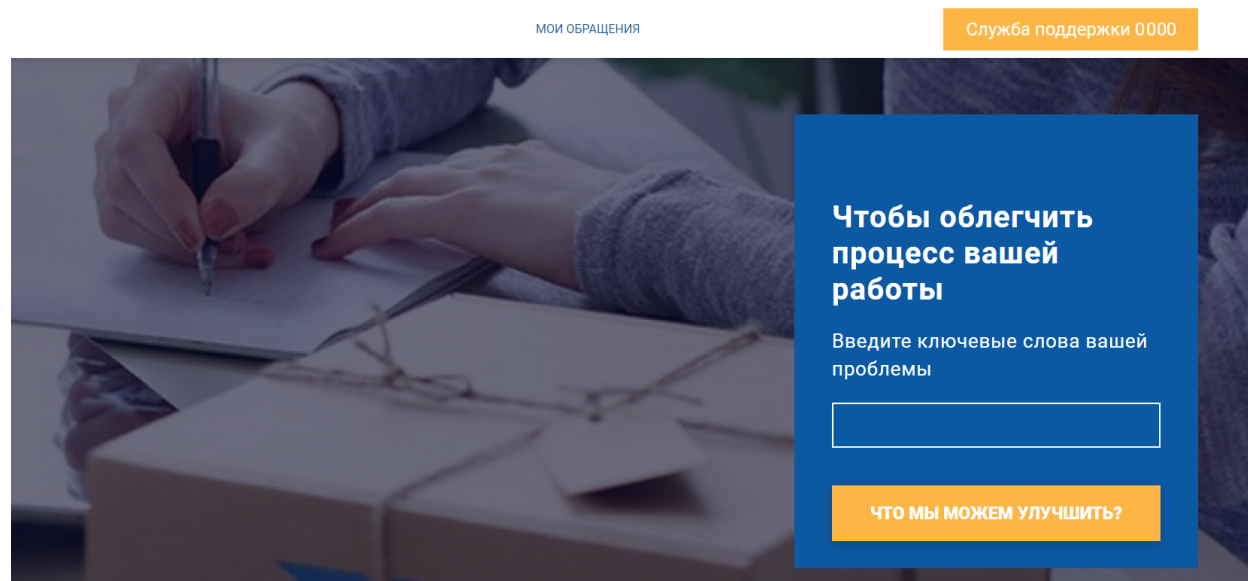 МОИ ОБРАЩЕНИЯ
Служба поддержки 0000
Чтобы облегчить
процесс вашей
работы
Введите ключевые слова вашей
проблемы
ЧТО МЫ МОЖЕМ УЛУЧШИТЬ?